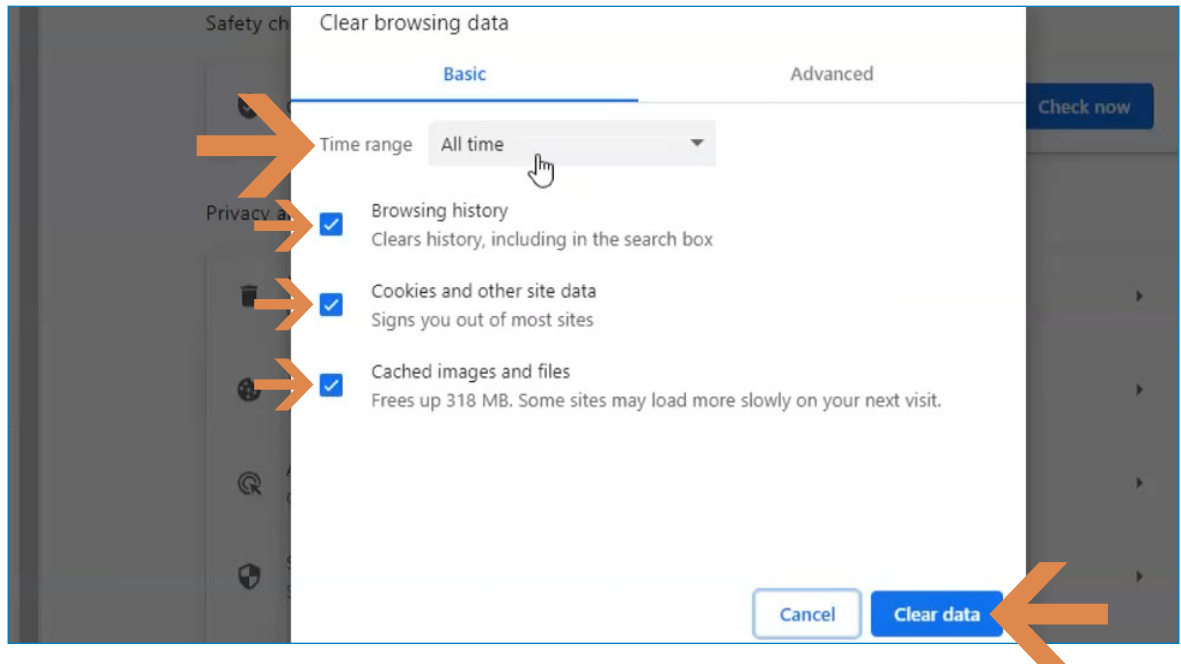 Safety ch
Clear browsing data
Basic
Advanced
Check now
Time range
All time
Privacy a
Browsing history
Clears history, including in the search box
Cookies and other site data
Signs you out of most sites
Cached images and files
Frees up 318 MB. Some sites may load more slowly on your next visit.
Cancel
Clear data